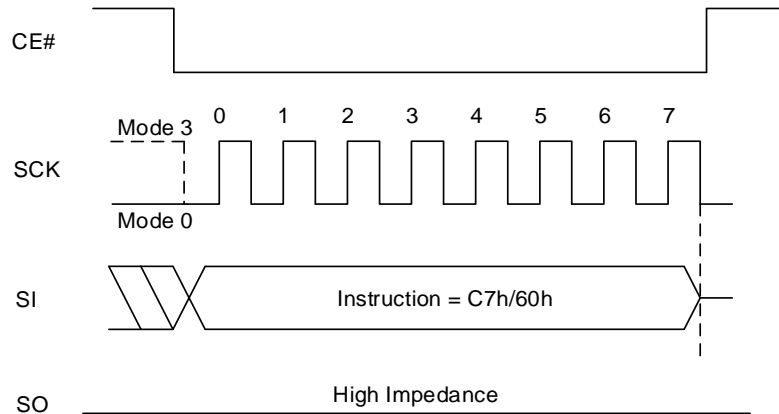 CE#
0 1 2 3 4 5 6 7
Mode 3
SCK
Mode 0
SI
Instruction = C7h/60h
High Impedance
SO